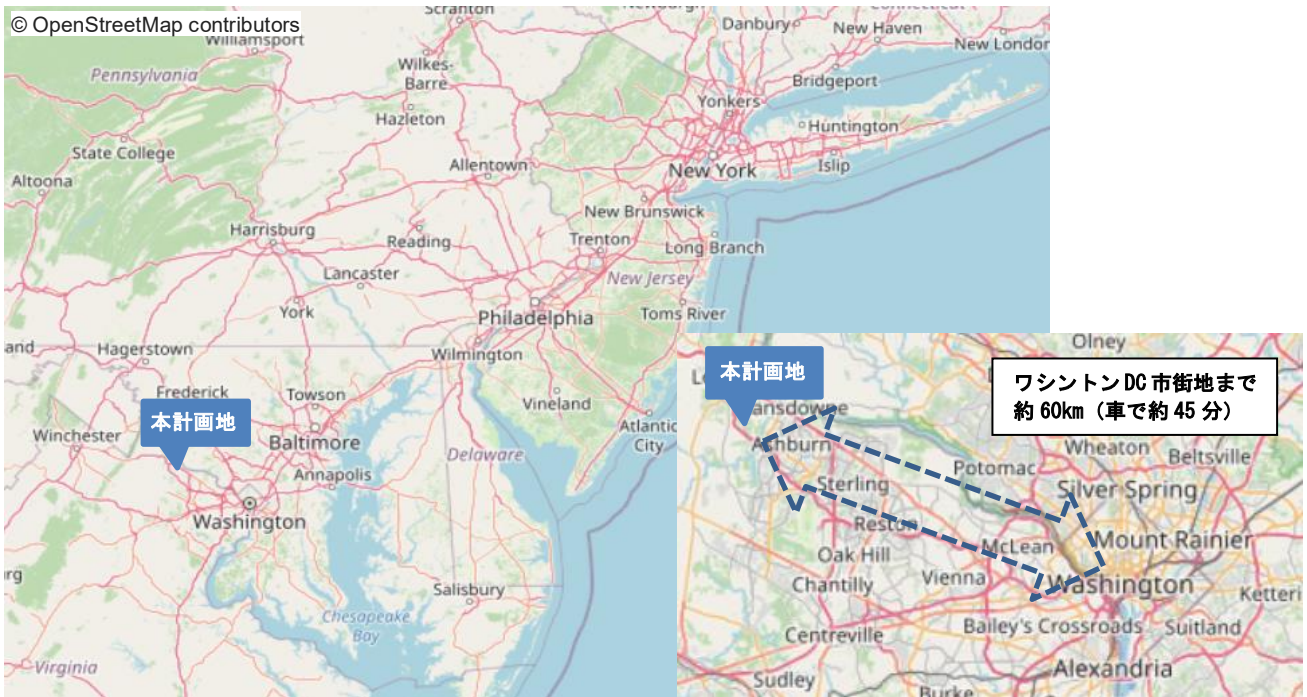 © OpenStreetMap contributors
Scranton
Danbury
New Haven
New London
Williamsport
Wilkes-
Barre
Pennsylvania
Bridgeport
Yonkers
Hazleton
Huntington
State College
Allentown
New York
Islip
Altoona
New Brunswick
Harrisburg
Reading
Trenton
Long Branch
Lancaster
New Jersey
York
Philadelphia
Toms River
Hagerstown
Wilmington
Frederick
Towson
Vineland
Atlantic
City
本計画地
Winchester
Baltimore
Delaware
Annapolis
Washington
Salisbury
Chesapeake
Bay
Virginia
Olney
本計画地
ワシントンDC市街地まで
約60km（車で約45分）
ansdowne
Ashburn
Wheaton
Beltsville
Potomac
Sterling
Silver Spring
Reston
Mount Rainier
Oak Hill
McLean
Chantilly
Vienna
Washington
Ketteri
Bailey's Crossroads
Suitland
Centreville
Alexandria
Sudley
Burke